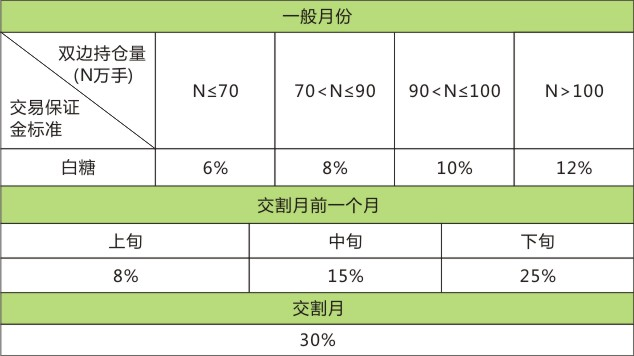 一般月份
双边持仓量
(N万手)
交易保证
金标准
N≤70
70<N≤90
90<N≤100
N>100
白糖
6%
8%
10%
12%
交割月前一个月
上旬
中旬
下旬
8%
15%
25%
交割月
30%